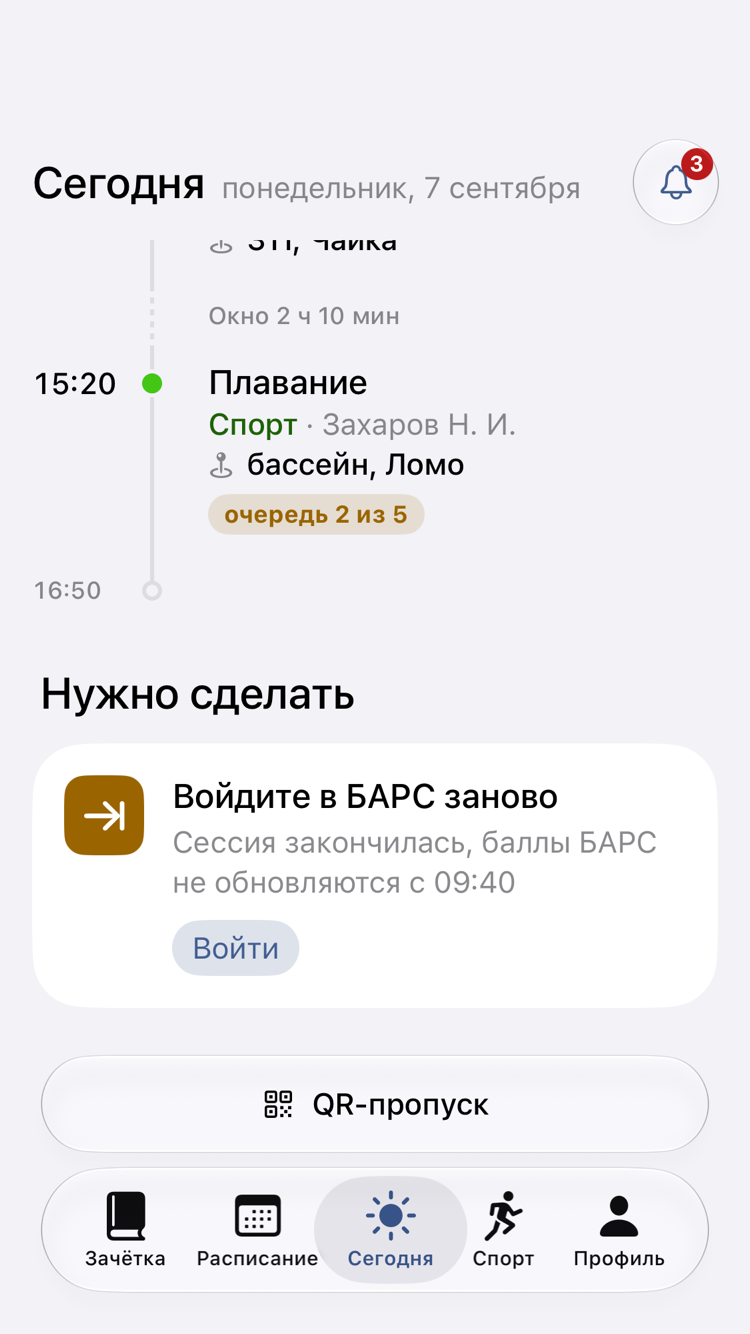 Сегодня понедельник, 7 сентября
3
Чайка
Окно 2 ч 10 мин
15:20 Плавание
Спорт · Захаров Н. И.
бассейн, Ломо
очередь 2 из 5
16:50
Нужно сделать
Войдите в БАРС заново
Сессия закончилась, баллы БАРС
не обновляются с 09:40
Войти
QR-пропуск
Зачётка Расписание Сегодня Спорт Профиль